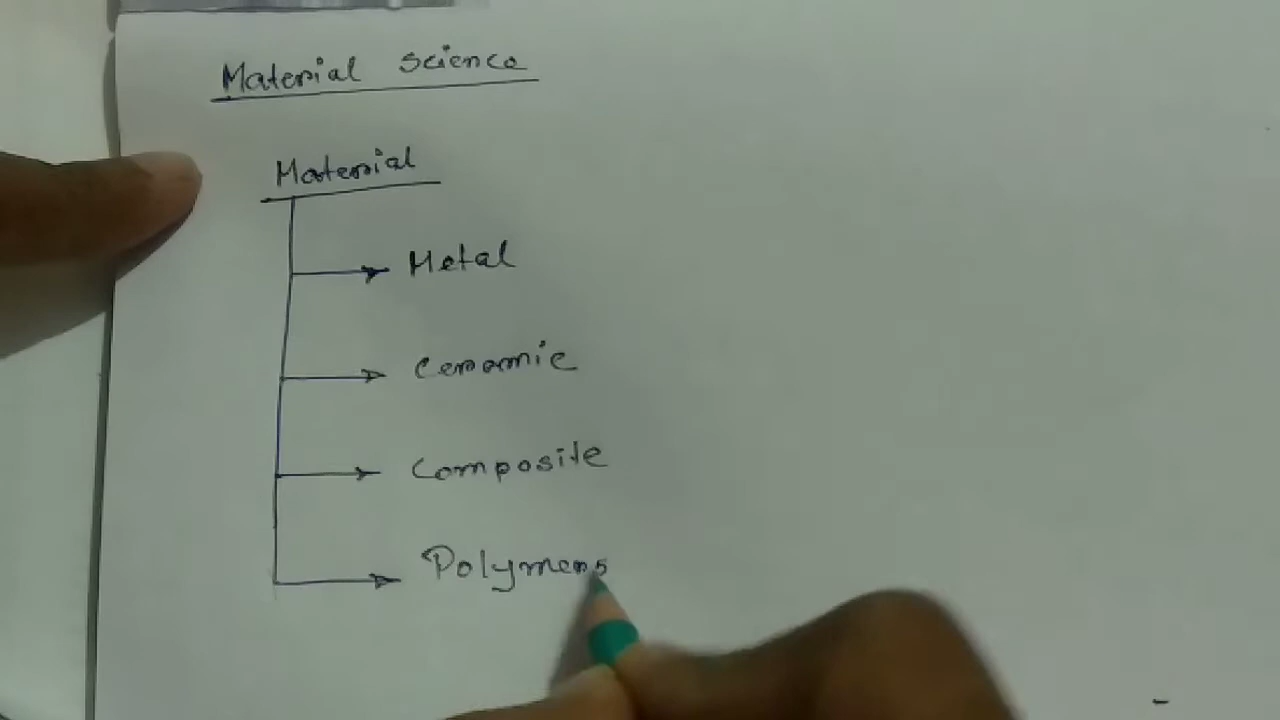 Material Science
Material
Metal
Ceramic
Composite
Polymers